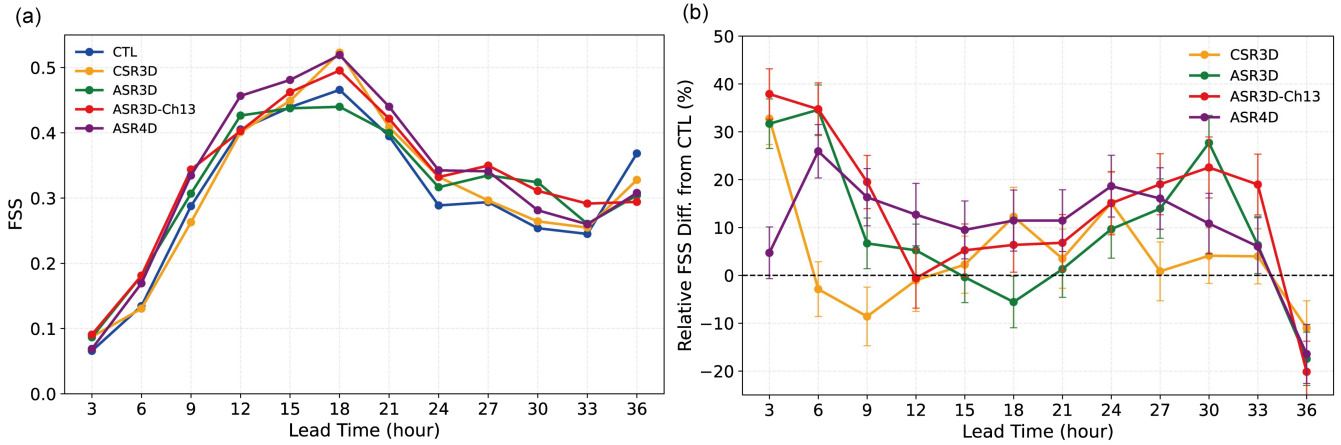 (a)
FSS
0.5
0.4
0.3
0.2
0.1
0.0
CTL
CSR3D
ASR3D
ASR3D-Ch13
ASR4D
3 6 9 12 15 18 21 24 27 30 33 36
Lead Time (hour)
(b)
Relative FSS Diff. from CTL (%)
50
40
30
20
10
0
−10
−20
CSR3D
ASR3D
ASR3D-Ch13
ASR4D
3 6 9 12 15 18 21 24 27 30 33 36
Lead Time (hour)